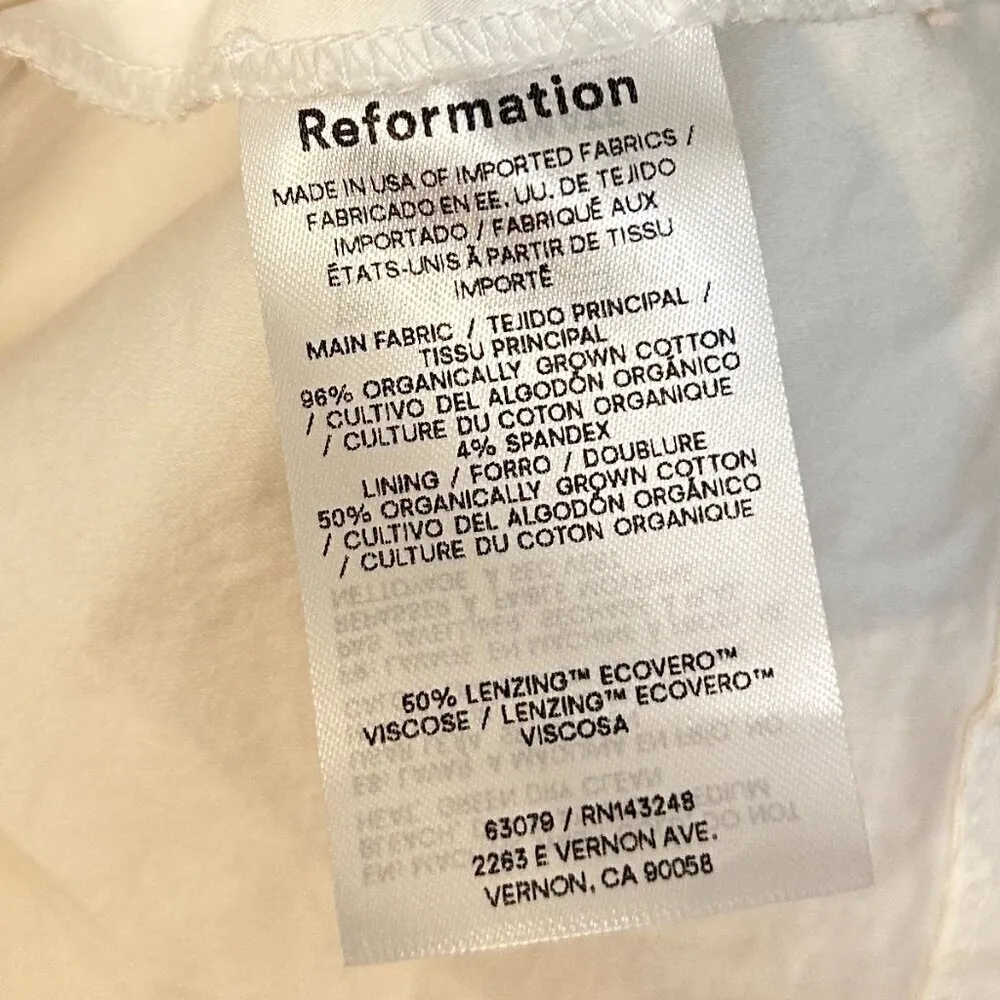 Reformation
MADE IN USA OF IMPORTED FABRICS /
FABRICADO EN EE. UU. DE TEJIDO
IMPORTADO / FABRIQUÉ AUX
ÉTATS-UNIS À PARTIR DE TISSU
IMPORTÉ
MAIN FABRIC / TEJIDO PRINCIPAL /
TISSU PRINCIPAL
96% ORGANICALLY GROWN COTTON
/ CULTIVO DEL ALGODÓN ORGÁNICO
/ CULTURE DU COTON ORGANIQUE
4% SPANDEX
LINING / FORRO / DOUBLURE
50% ORGANICALLY GROWN COTTON
/ CULTIVO DEL ALGODÓN ORGÁNICO
/ CULTURE DU COTON ORGANIQUE
50% LENZING™ ECOVERO™
VISCOSE / LENZING™ ECOVERO™
VISCOSA
63079 / RN143248
2263 E VERNON AVE.
VERNON, CA 90058